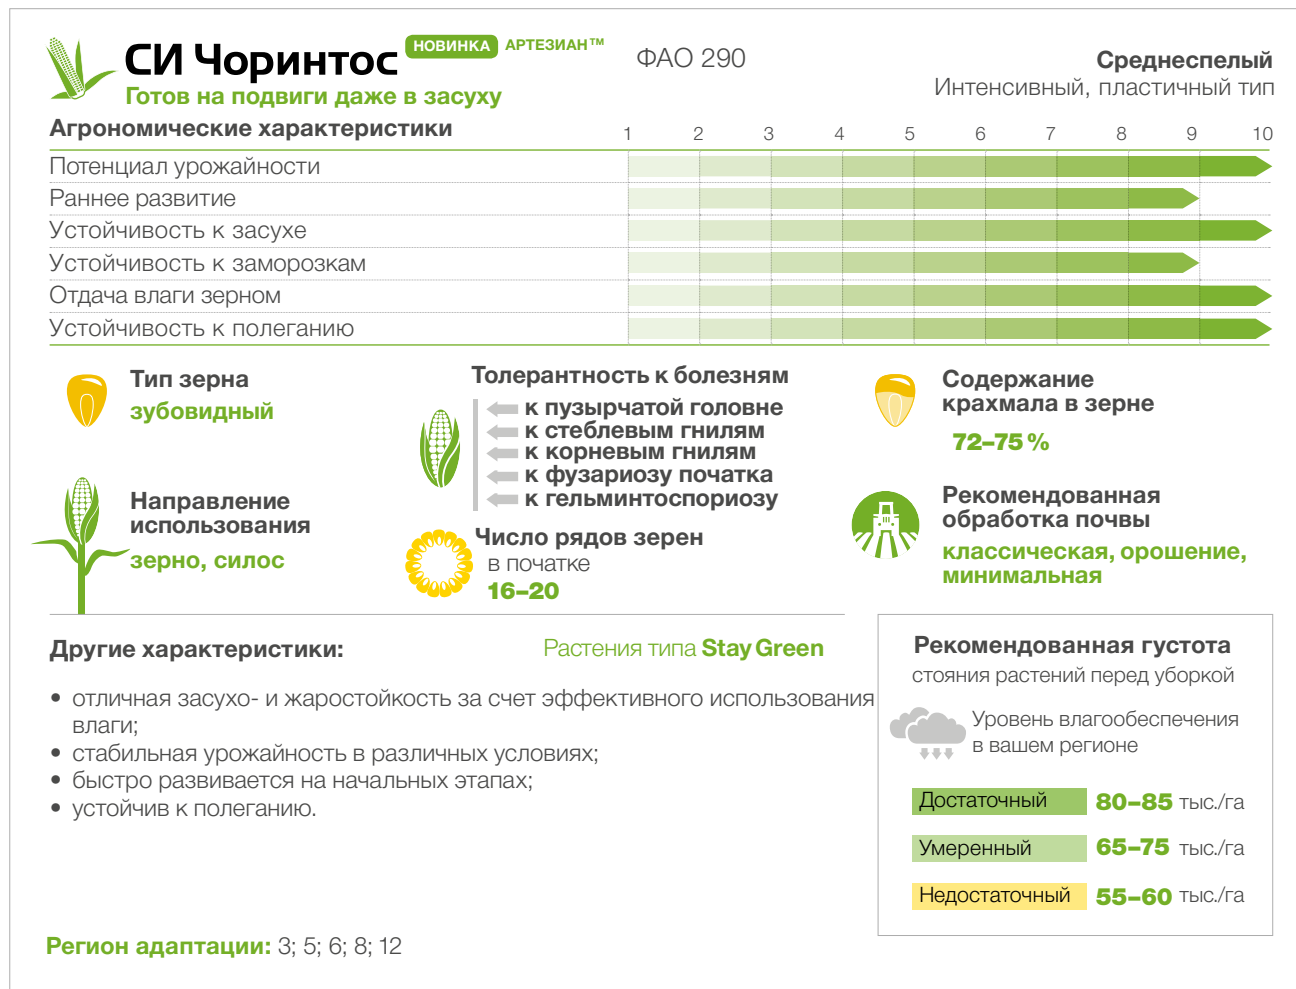 СИ Чоринтос НОВИНКА АРТЕЗИАН™ ФАО 290
Среднеспелый
Готов на подвиги даже в засуху
Интенсивный, пластичный тип
Агрономические характеристики 1 2 3 4 5 6 7 8 9 10
Потенциал урожайности
Раннее развитие
Устойчивость к засухе
Устойчивость к заморозкам
Отдача влаги зерном
Устойчивость к полеганию
Тип зерна
зубовидный
Направление
использования
зерно, силос
Толерантность к болезням
к пузырчатой головне
к стеблевым гнилям
к корневым гнилям
к фузариозу початка
к гельминтоспориозу
Число рядов зерен
в початке
16–20
Содержание
крахмала в зерне
72–75 %
Рекомендованная
обработка почвы
классическая, орошение,
минимальная
Другие характеристики:
Растения типа Stay Green
• отличная засухо- и жаростойкость за счет эффективного использования
влаги;
• стабильная урожайность в различных условиях;
• быстро развивается на начальных этапах;
• устойчив к полеганию.
Рекомендованная густота
стояния растений перед уборкой
Уровень влагообеспечения
в вашем регионе
Достаточный 80–85 тыс./га
Умеренный 65–75 тыс./га
Недостаточный 55–60 тыс./га
Регион адаптации: 3; 5; 6; 8; 12